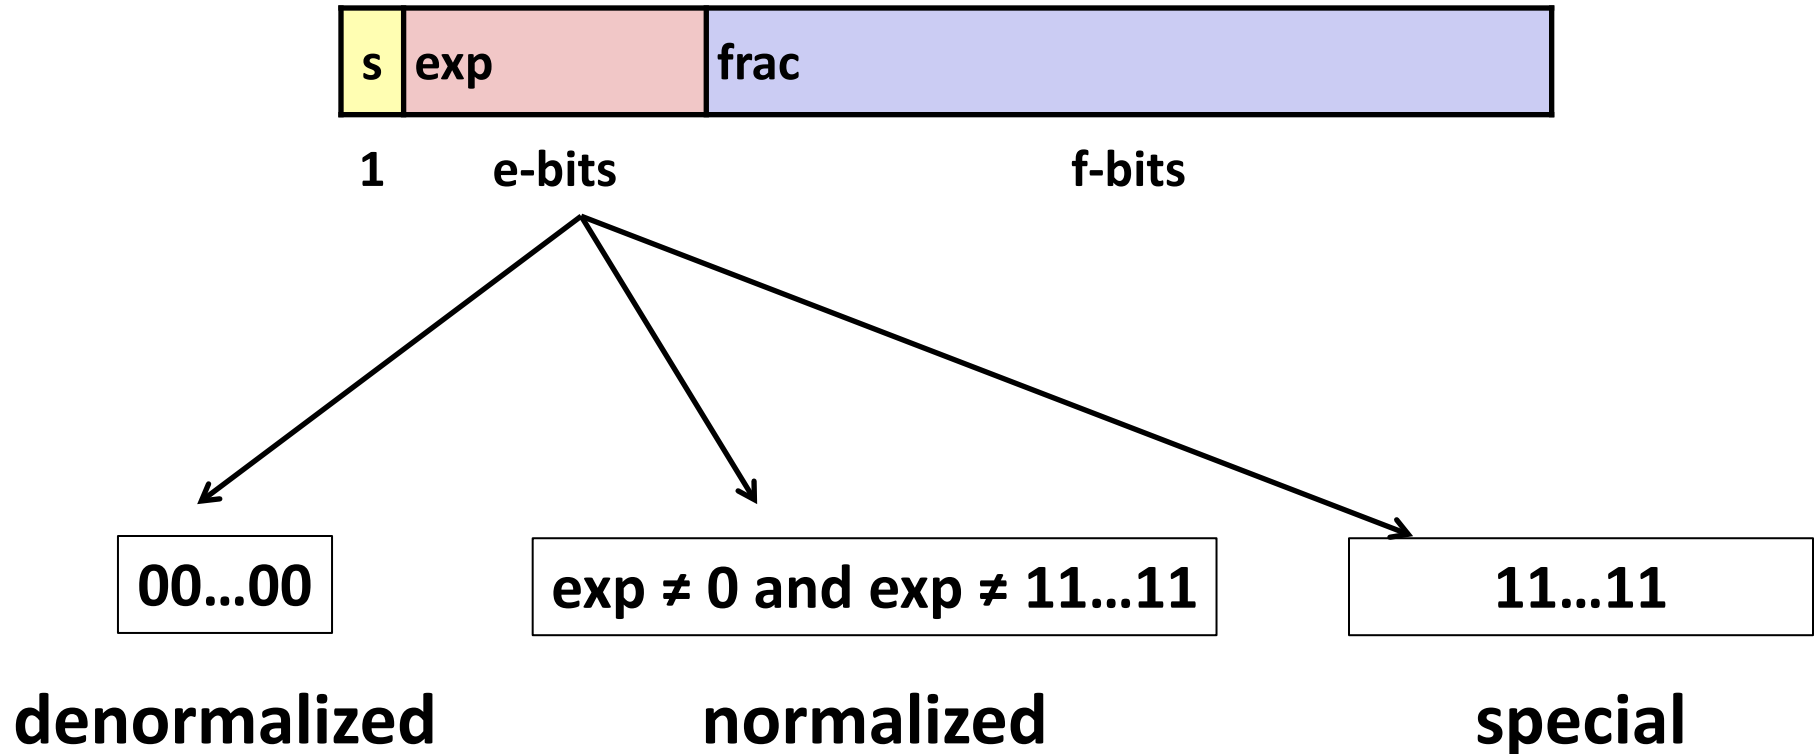 s exp frac
1 e-bits f-bits
00...00 exp ≠ 0 and exp ≠ 11...11 11...11
denormalized normalized special